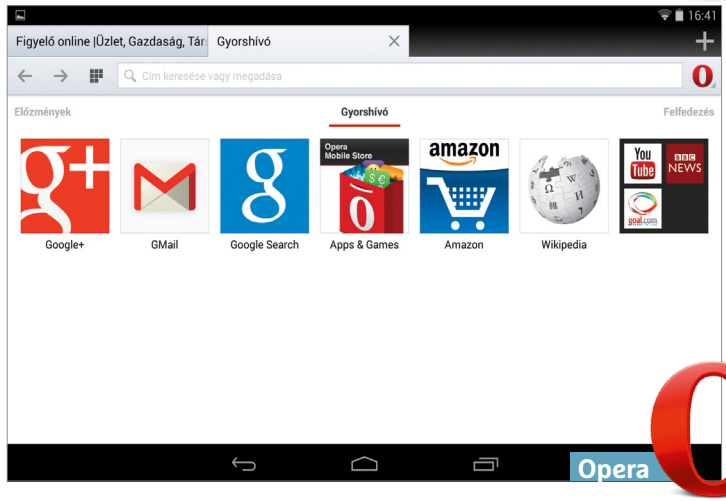 16:41
Figyelő online |Üzlet, Gazdaság, Tár
Gyorshívó
Cím keresése vagy megadása
Előzmények
Gyorshívó
Felfedezés
g+
Opera
Mobile Store
amazon
You
Tube
BBC
NEWS
goal.com
Google+
GMail
Google Search
Apps & Games
Amazon
Wikipedia
Opera